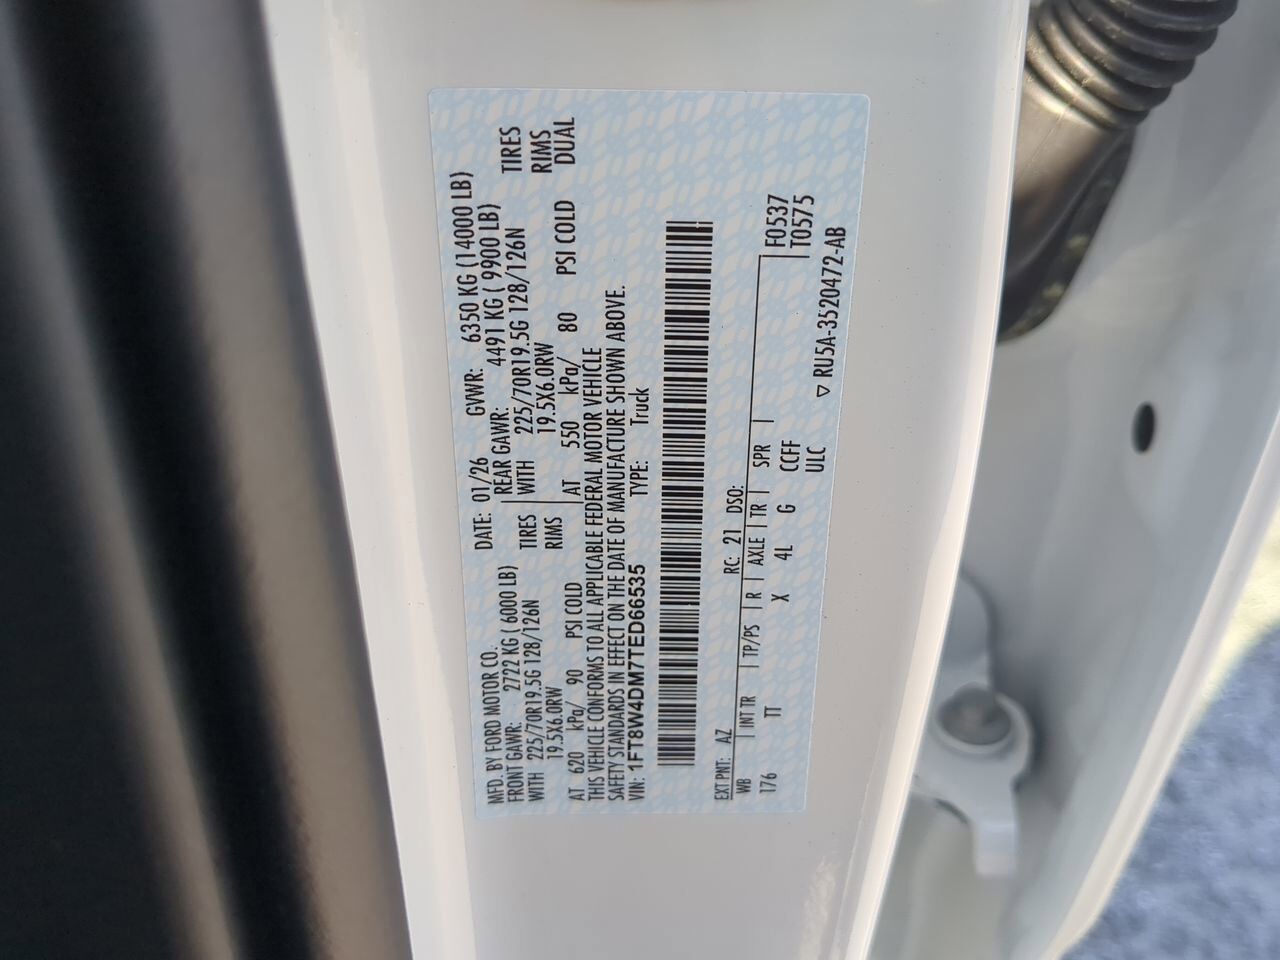 MFD. BY FORD MOTOR CO. DATE: 01/26 GVWR: 6350 KG (14000 LB)
FRONT GAWR: 2722 KG ( 6000 LB) REAR GAWR: 4491 KG ( 9900 LB)
WITH 225/70R19.5G 128/126N TIRES WITH 225/70R19.5G 128/126N TIRES
19.5X6.0RW RIMS 19.5X6.0RW RIMS
AT 620 kPa/ 90 PSI COLD AT 550 kPa/ 80 PSI COLD DUAL
THIS VEHICLE CONFORMS TO ALL APPLICABLE FEDERAL MOTOR VEHICLE
SAFETY STANDARDS IN EFFECT ON THE DATE OF MANUFACTURE SHOWN ABOVE.
VIN: 1FT8W4DM7TED66535 TYPE: Truck
EXT PNT: AZ RC: 21 DSO:
WB INT TR TP/PS R AXLE TR SPR F0537
176 TT X 4L G CCFF T0575
ULC ▽ RU5A-3520472-AB